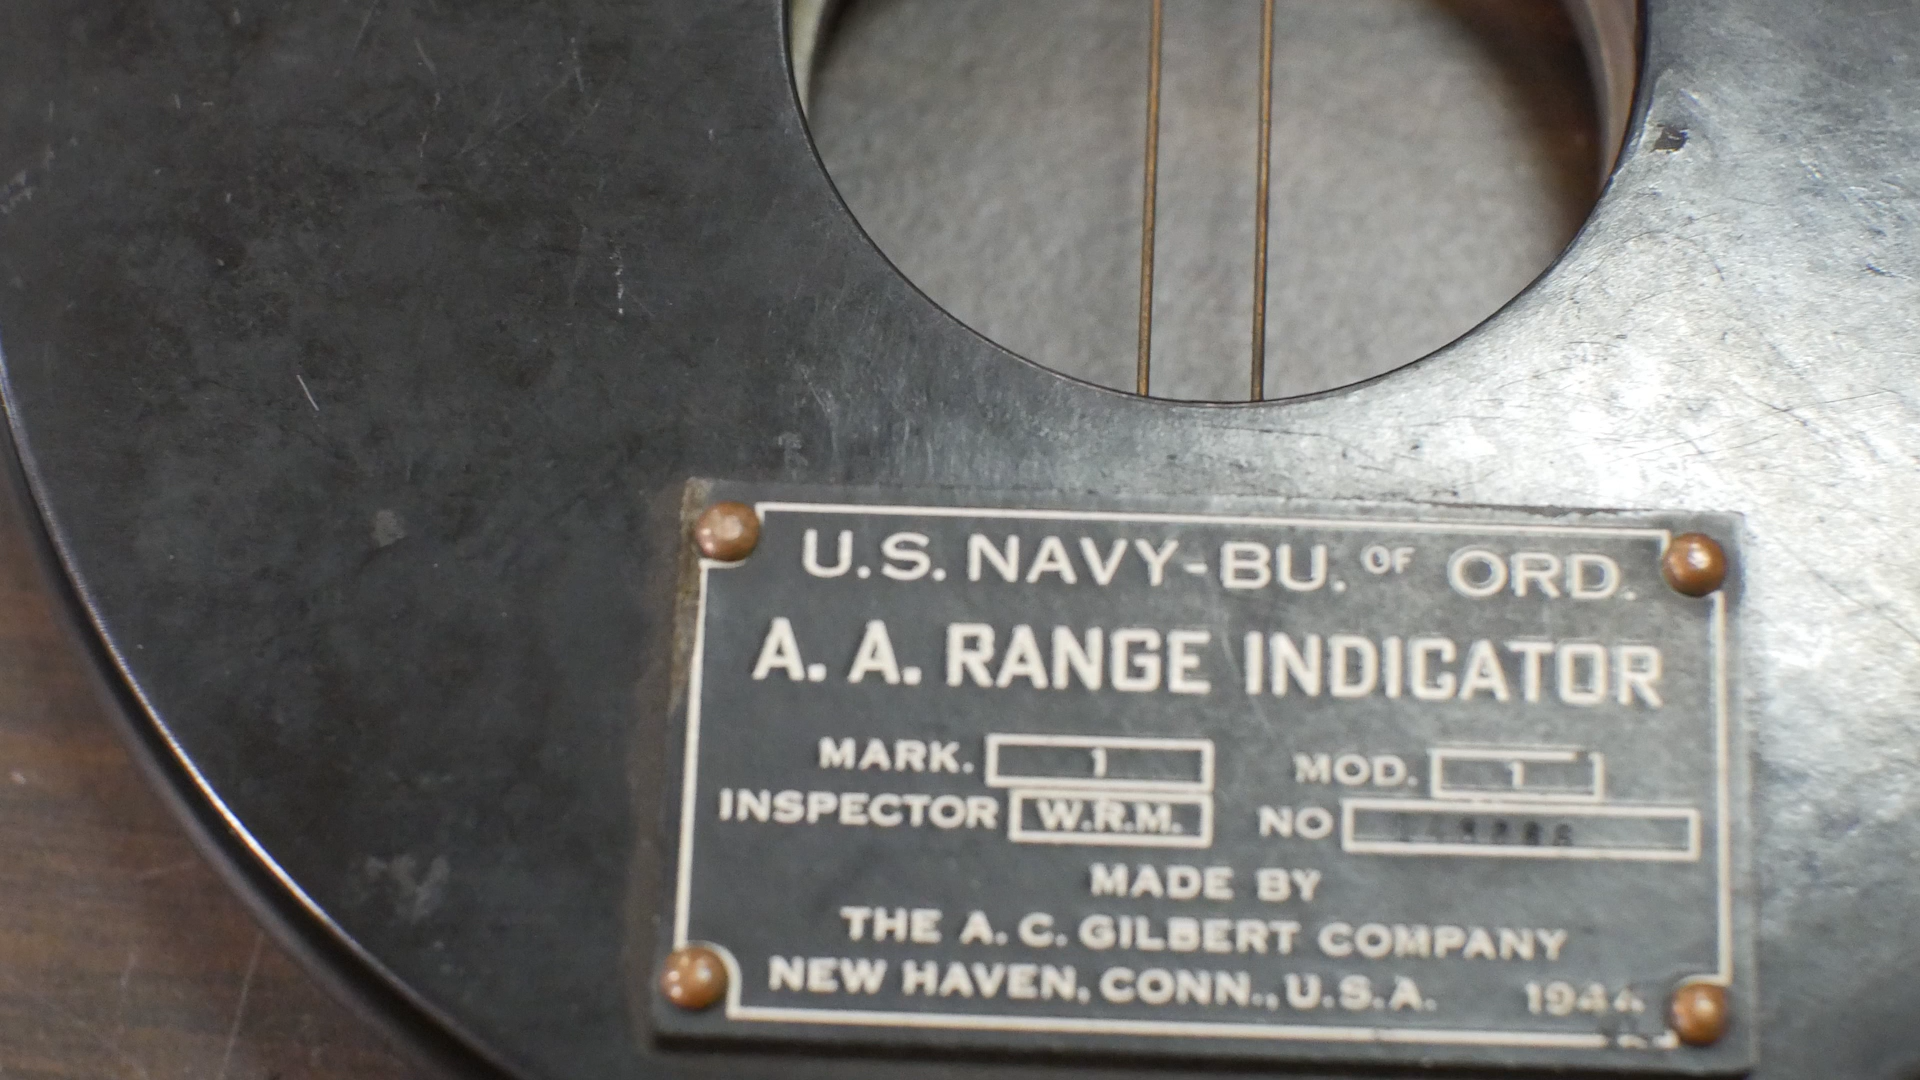 U.S. NAVY-BU. OF ORD.
A. A. RANGE INDICATOR
MARK. 1 MOD. 1
INSPECTOR W.R.M. NO
MADE BY
THE A. C. GILBERT COMPANY
NEW HAVEN, CONN., U.S.A. 1944